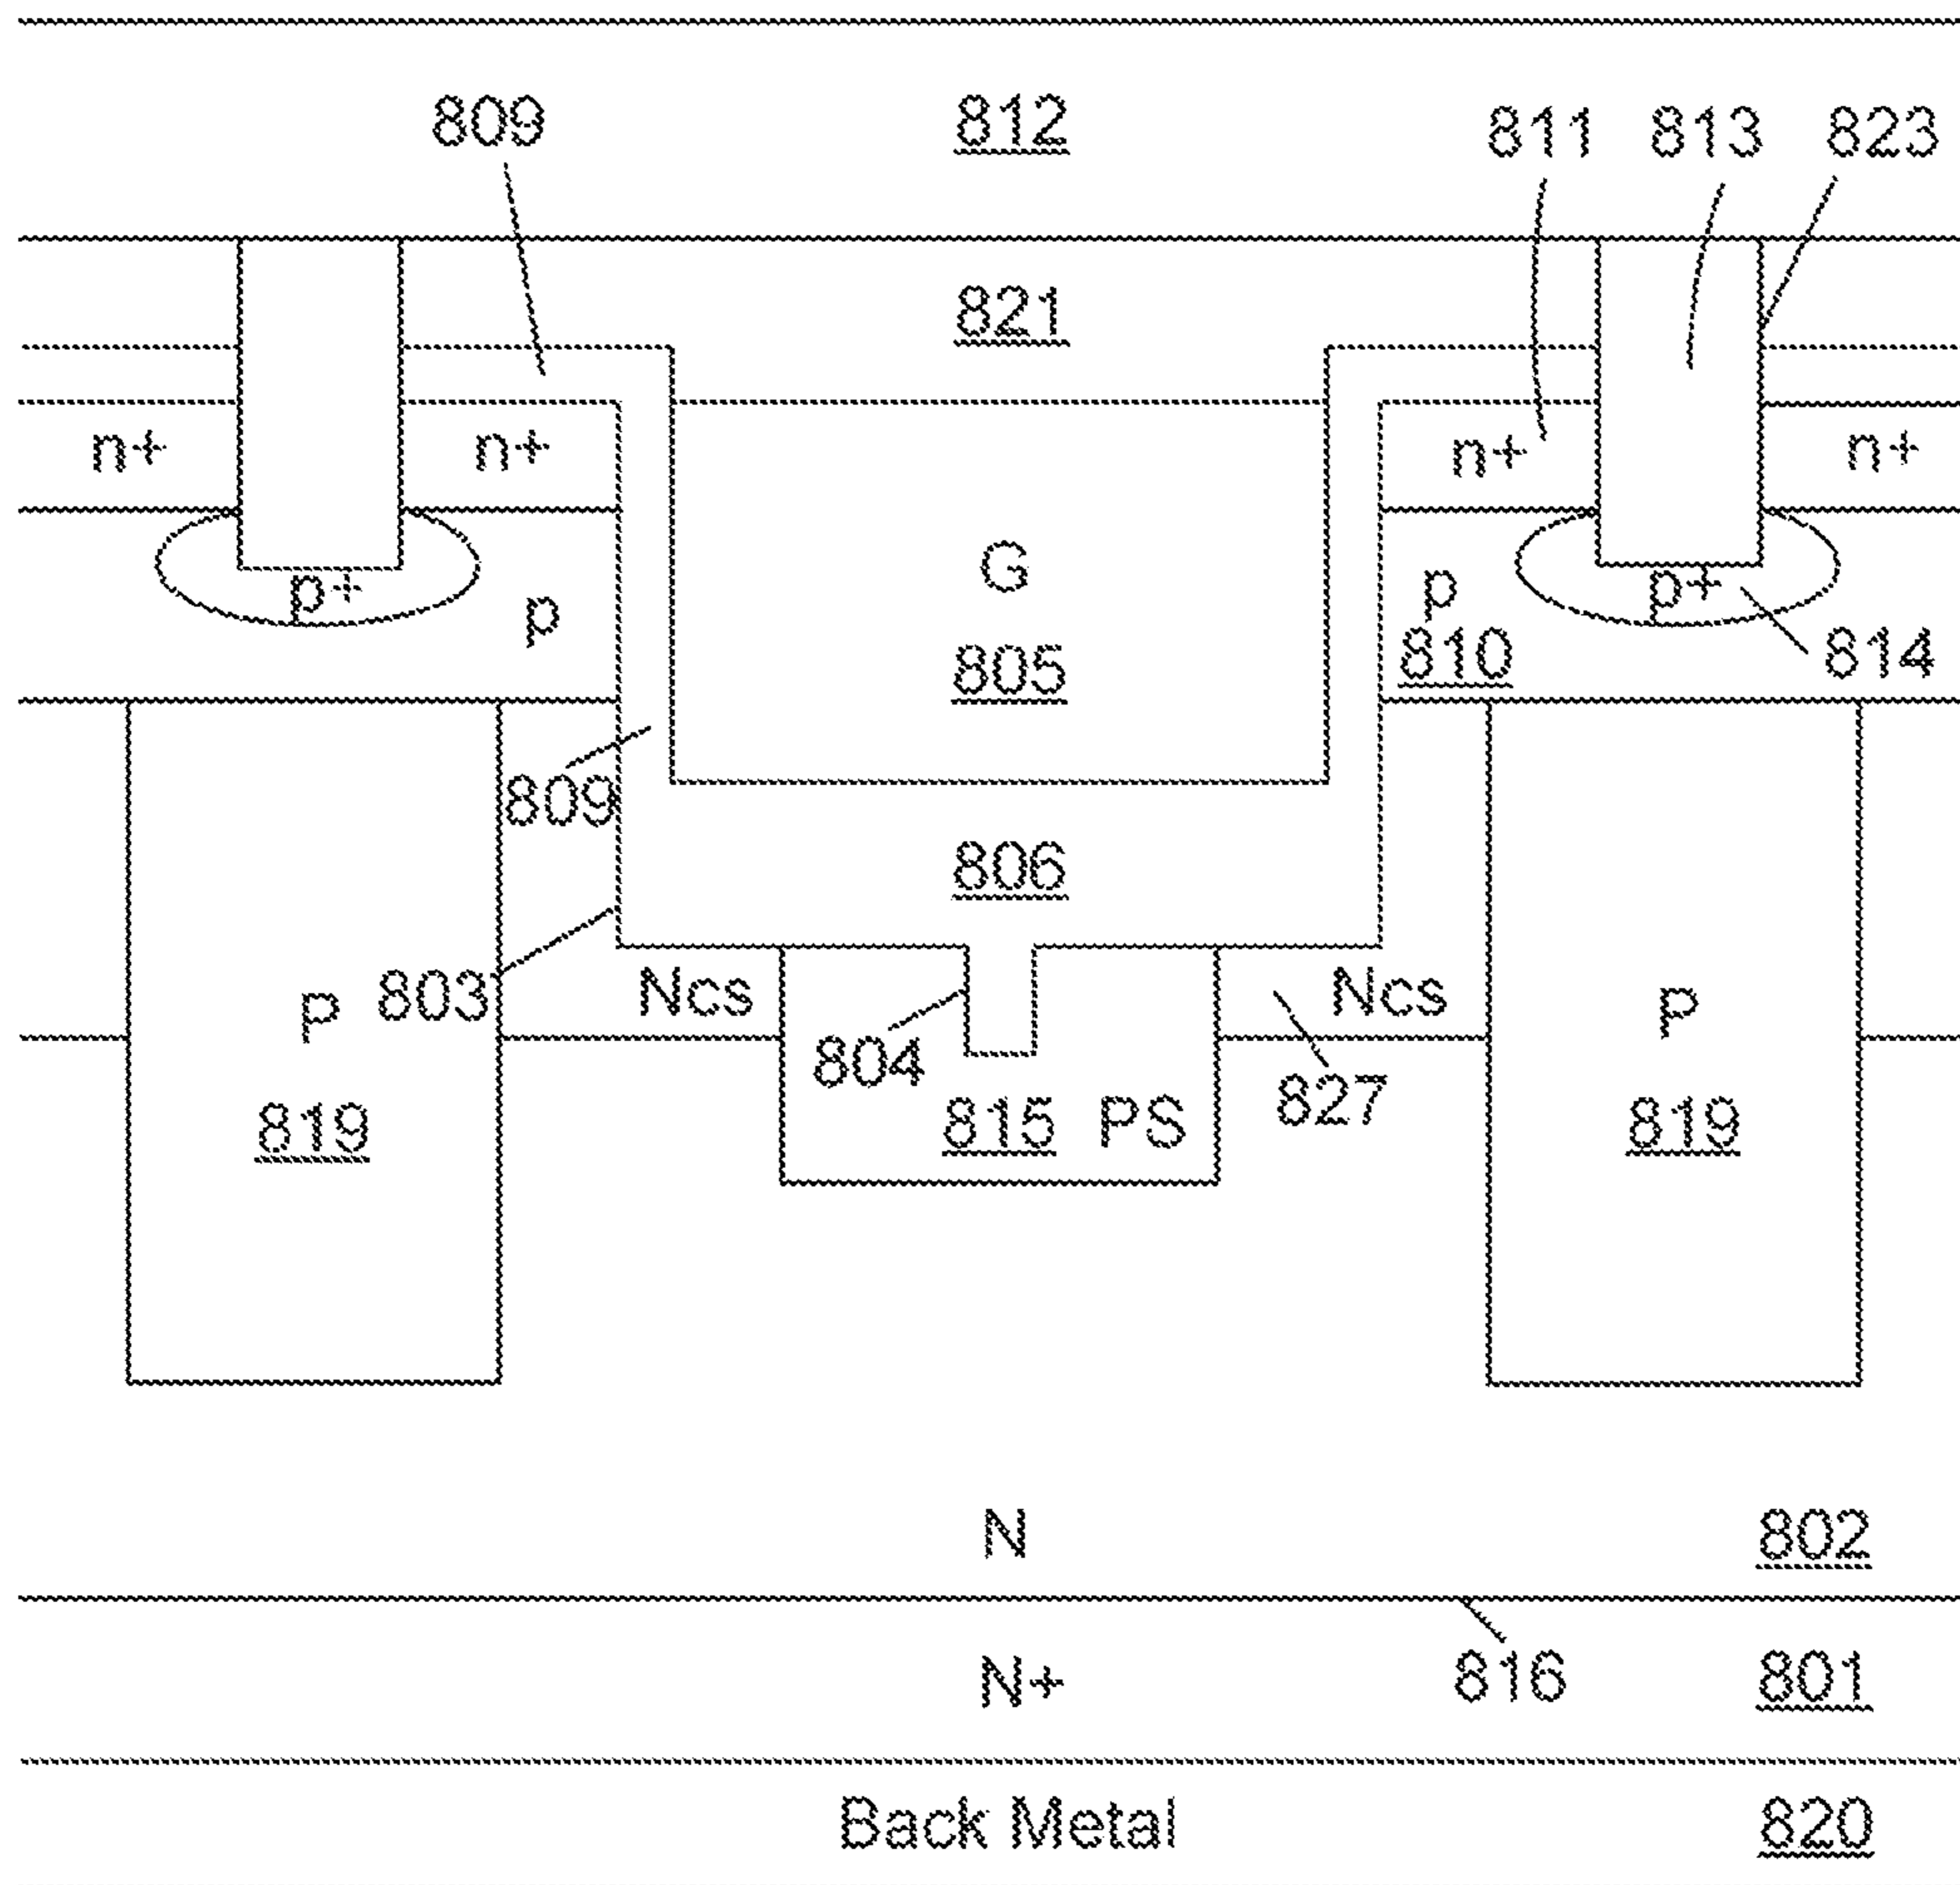 809 812 811 813 823
821
n+ n+ n+ n+
G
p+ p p p+
805 810 814
809
806
P 803 Ncs Ncs P
804 827
819 815 PS 819
N 802
N+ 816 801
Back Metal 820